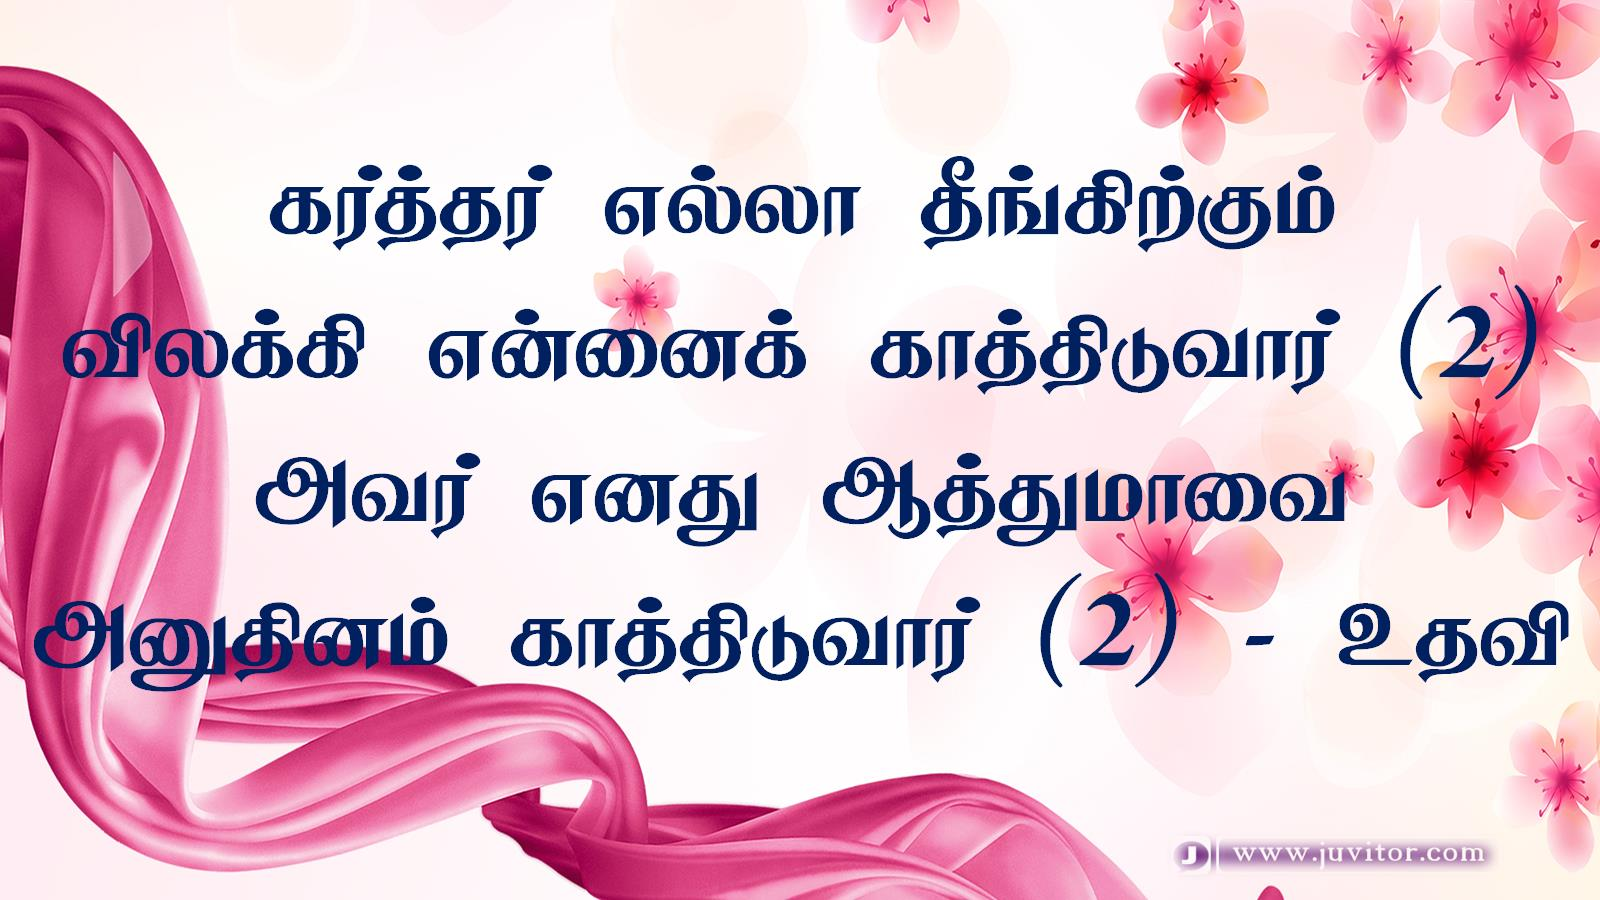 கர்த்தர் எல்லா தீங்கிற்கும்
விலக்கி என்னைக் காத்திடுவார் (2)
அவர் எனது ஆத்துமாவை
அனுதினம் காத்திடுவார் (2) - உதவி
J www.juvitor.com